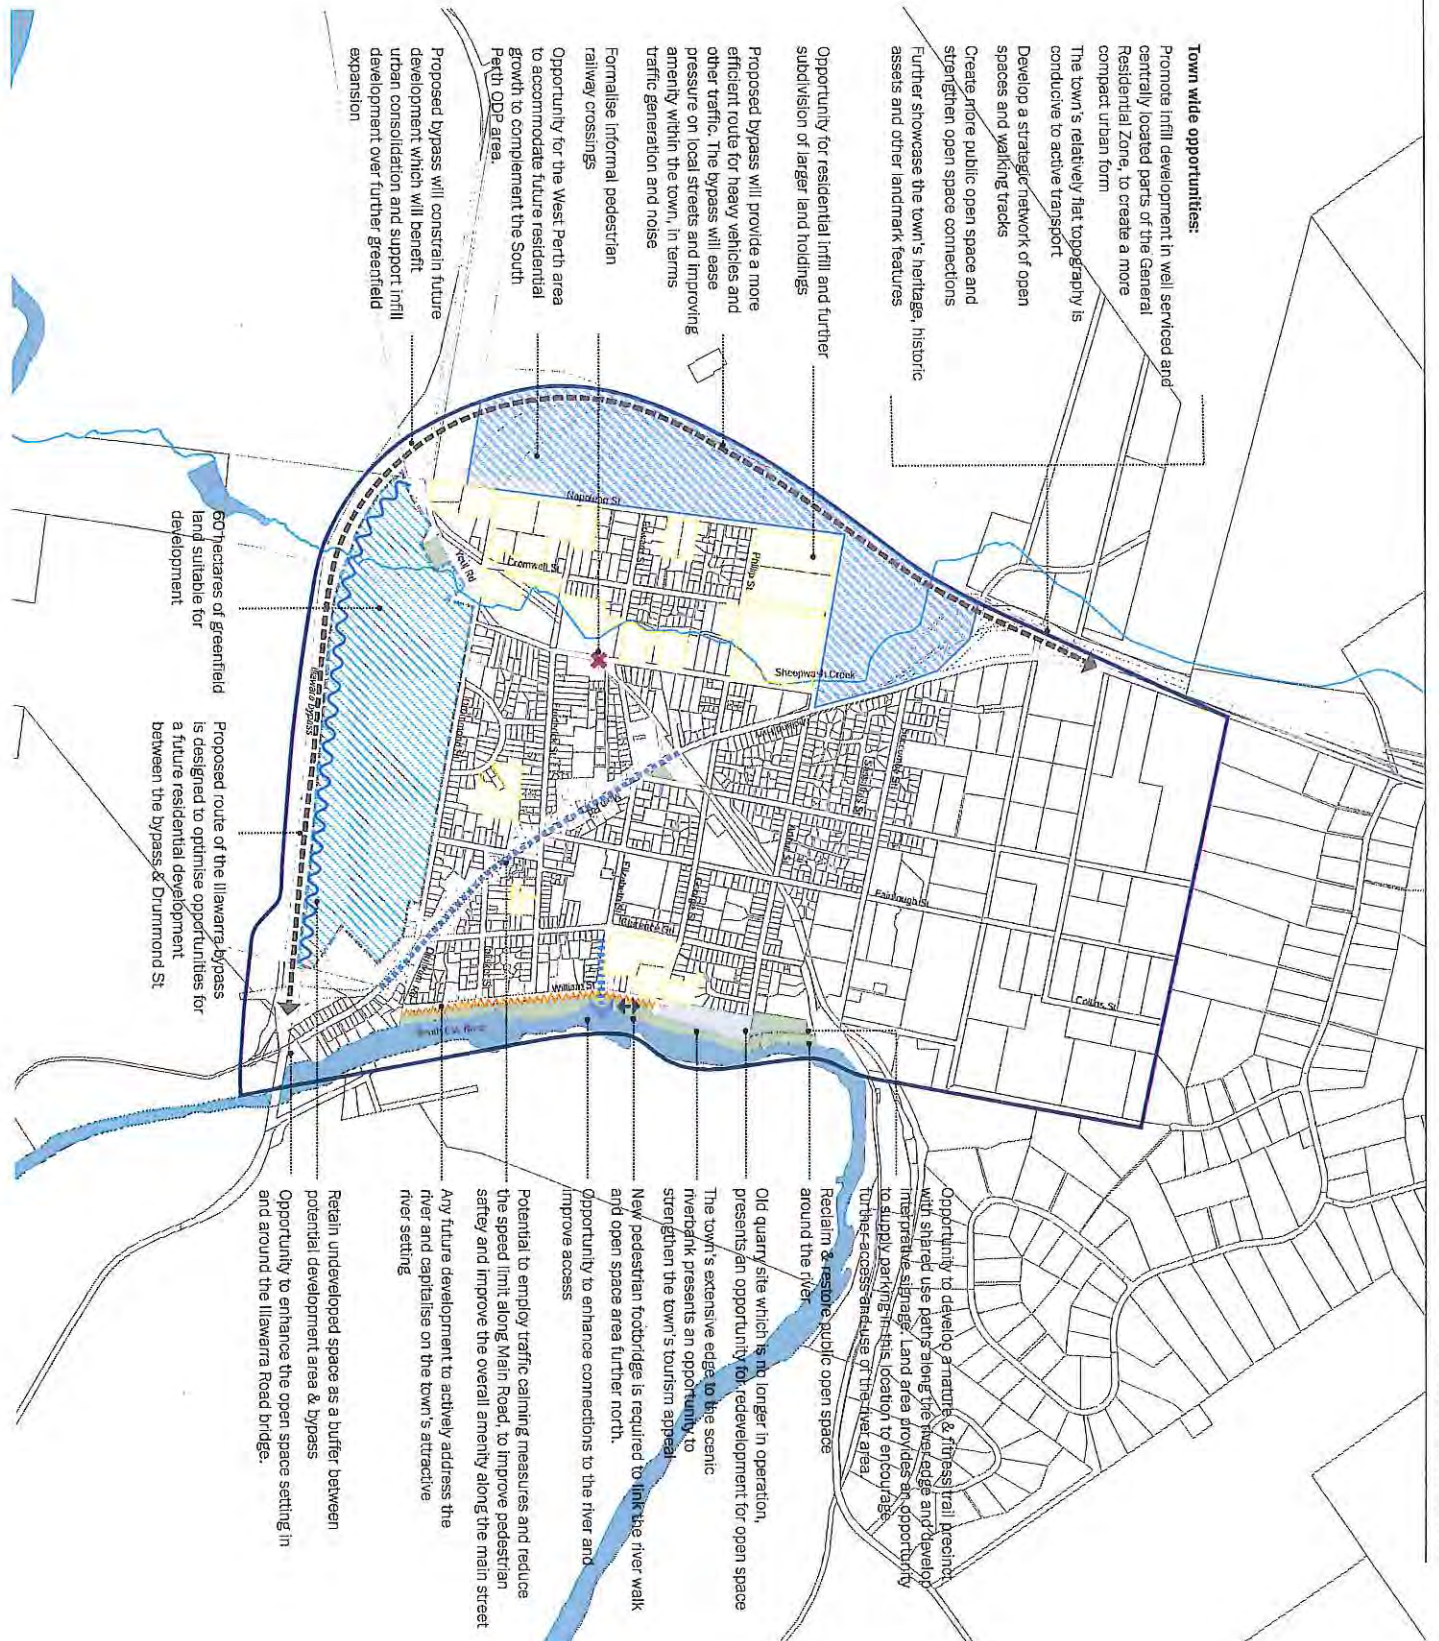 Town wide opportunities:
Promote infill development in well serviced and
centrally located parts of the General
Residential Zone, to create a more
compact urban form
The town's relatively flat topography is
conducive to active transport
Develop a strategic network of open
spaces and walking tracks
Create more public open space and
strengthen open space connections
Further showcase the town's heritage, historic
assets and other landmark features
Opportunity for residential infill and further
subdivision of larger land holdings
Proposed bypass will provide a more
efficient route for heavy vehicles and
other traffic. The bypass will ease
pressure on local streets and improving
amenity within the town, in terms
traffic generation and noise
Formalise informal pedestrian
railway crossings
Opportunity for the West Perth area
to accommodate future residential
growth to complement the South
Perth ODP area.
Proposed bypass will constrain future
development which will benefit
urban consolidation and support infill
development over further greenfield
expansion
60 hectares of greenfield
land suitable for
development
Proposed route of the Illawarra bypass
is designed to optimise opportunities for
a future residential development
between the bypass & Drummond St
Opportunity to develop a nature & fitness trail precinct
with shared use paths along the river edge and develop
interprative signage. Land area provides an opportunity
to supply parking in this location to encourage
further access and use of the river area
Reclaim & restore public open space
around the river
Old quarry site which is no longer in operation,
presents an opportunity for redevelopment for open space
The town's extensive edge to the scenic
riverbank presents an opportunity to
strengthen the town's tourism appeal
New pedestrian footbridge is required to link the river walk
and open space area further north.
Opportunity to enhance connections to the river and
improve access
Potential to employ traffic calming measures and reduce
the speed limit along Main Road, to improve pedestrian
saftey and improve the overall amenity along the main street
Any future development to actively address the
river and capitalise on the town's attractive
river setting
Retain undeveloped space as a buffer between
potential development area & bypass
Opportunity to enhance the open space setting in
and around the Illawarra Road bridge.
Napoleon St
Edward St
Phillip St
Cromwell St
Youl Rd
Sheepwash Creek
Fairtlough St
Collins St
Elizabeth St
Clarence St
William St